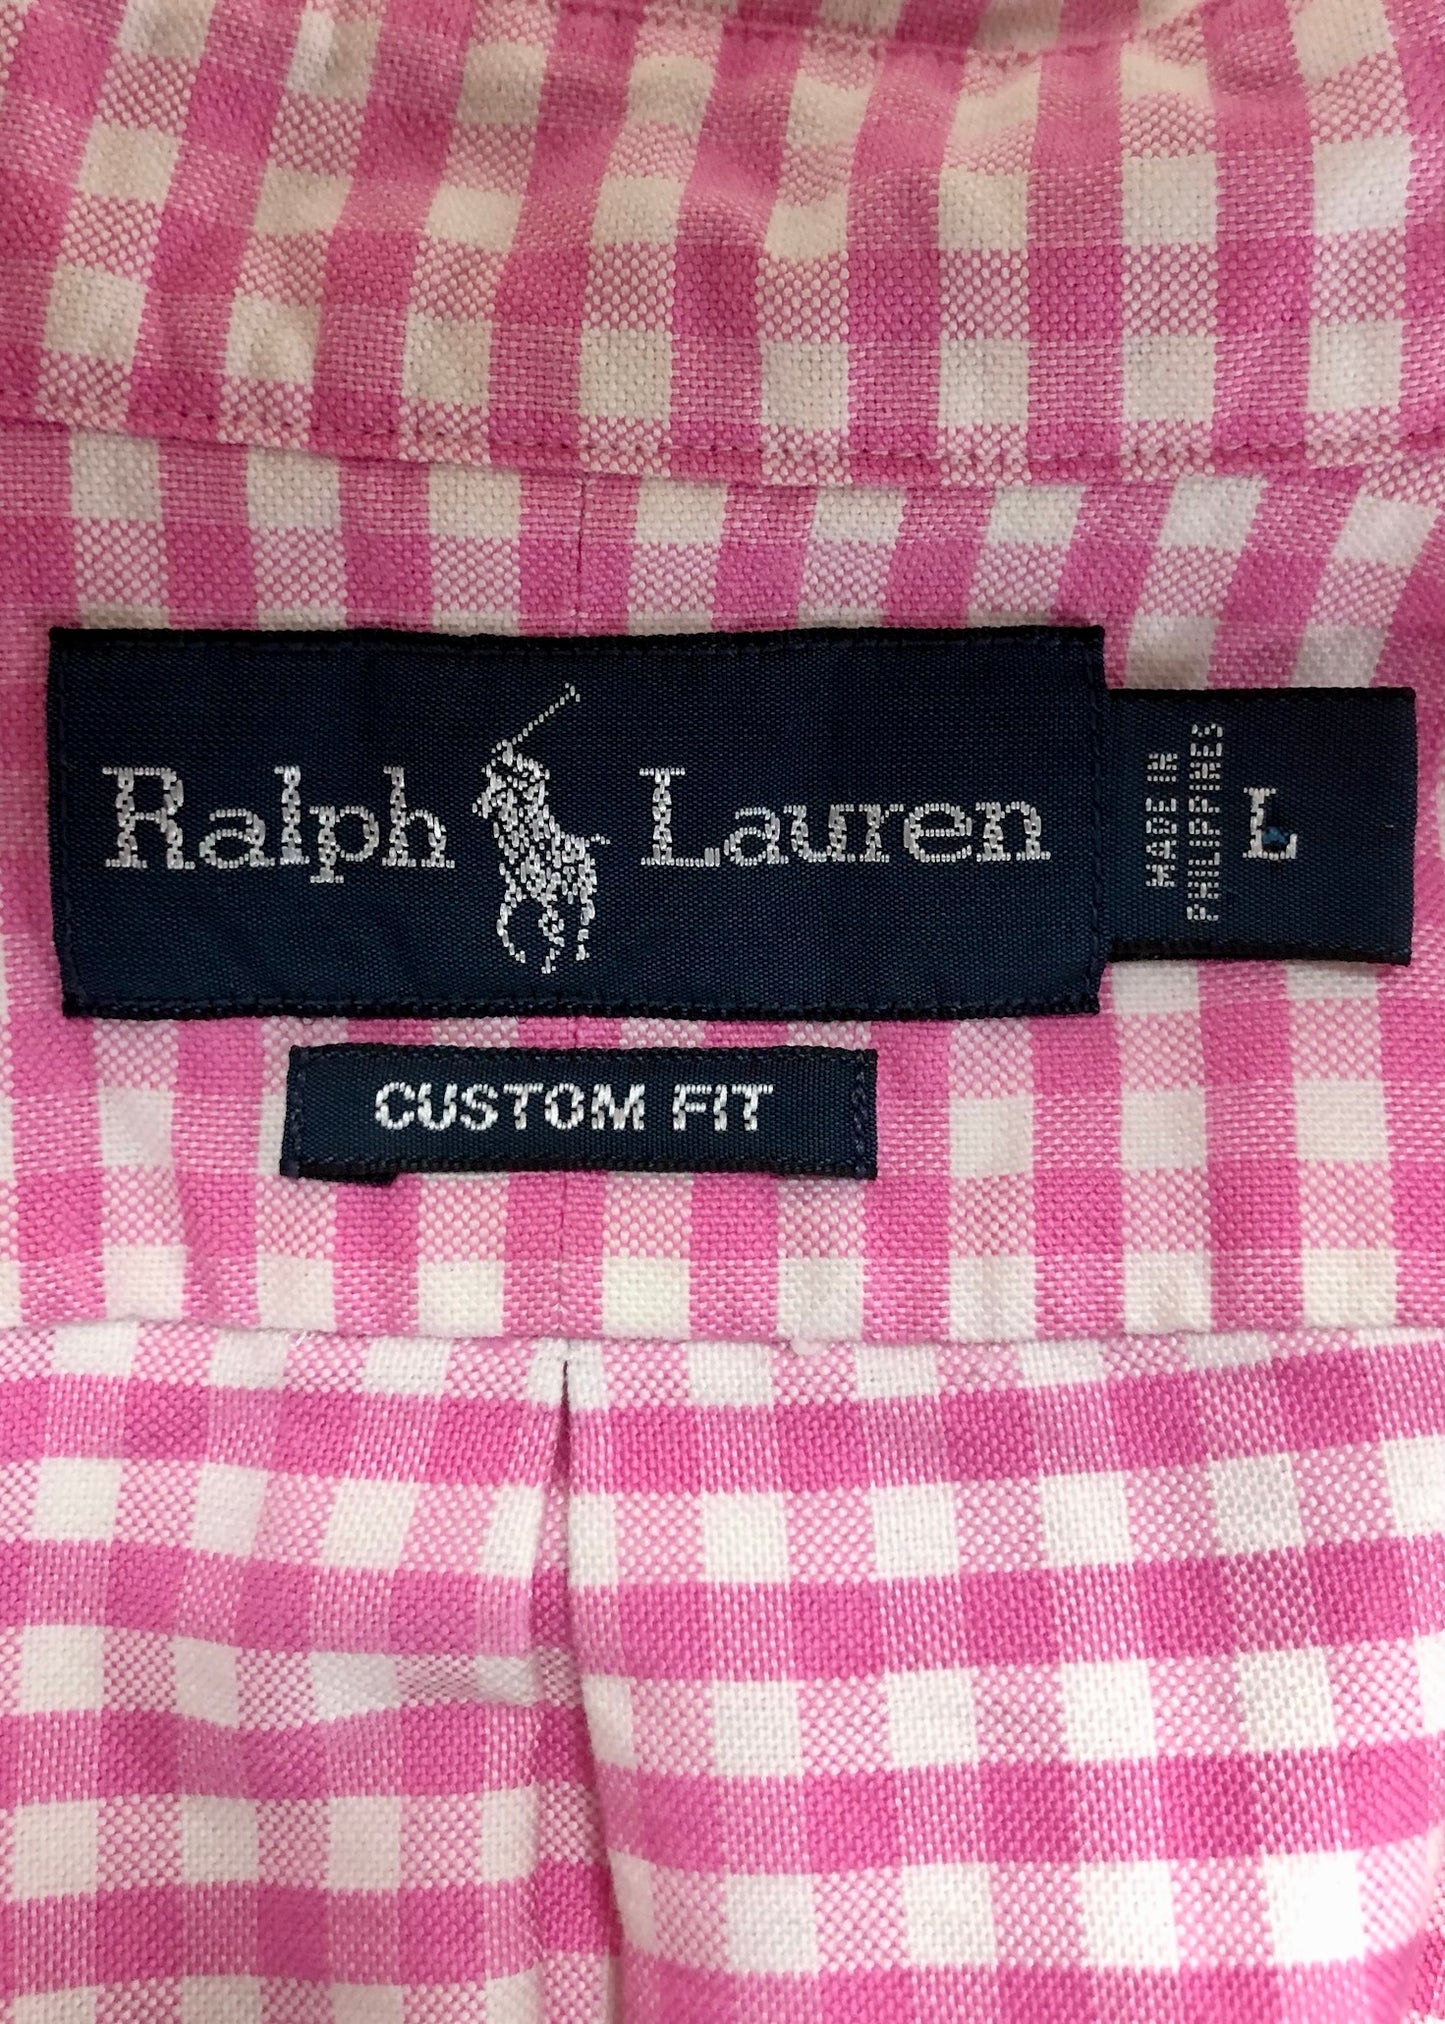 Ralph Lauren
MADE IN
PHILIPPINES
L
CUSTOM FIT